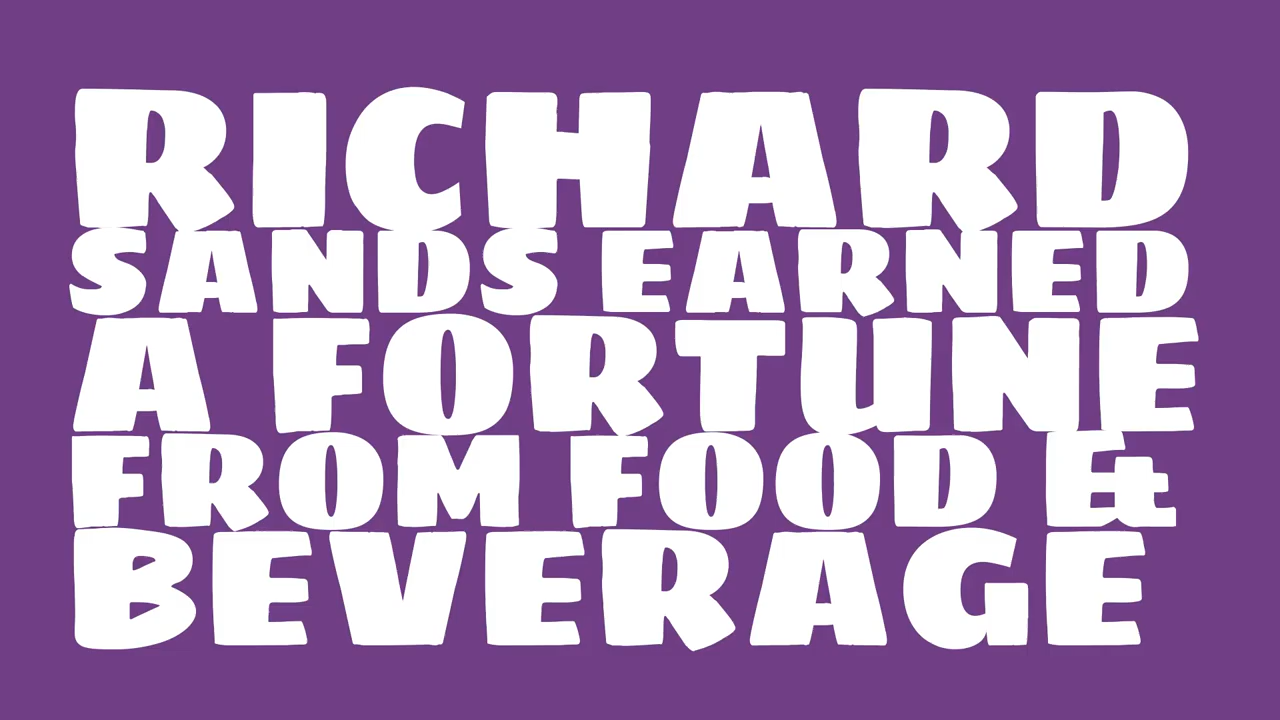 RICHARD
SANDS EARNED
A FORTUNE
FROM FOOD &
BEVERAGE